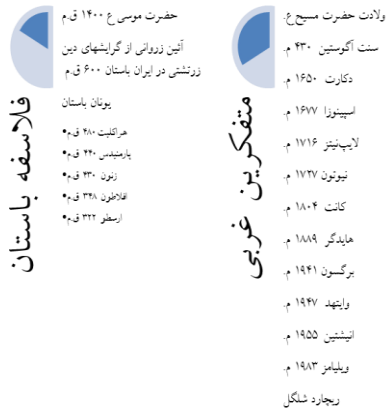 ولادت حضرت مسیح ع.
سنت آگوستین ۴۳۰ م.
دکارت ۱۶۵۰ م.
اسپینوزا ۱۶۷۷ م.
لایپ‌نیتز ۱۷۱۶ م.
نیوتون ۱۷۲۷ م.
کانت ۱۸۰۴ م.
هایدگر ۱۸۸۹ م.
برگسون ۱۹۴۱ م.
وایتهد ۱۹۴۷ م.
انیشتین ۱۹۵۵ م.
ویلیامز ۱۹۸۳ م.
ریچارد شلگل
متفکرین غربی
حضرت موسی ع ۱۴۰۰ ق.م
آئین زروانی از گرایشهای دین
زرتشتی در ایران باستان ۶۰۰ ق.م
یونان باستان
•هراکلیت ۴۸۰ ق.م
•پارمنیدس ۴۴۰ ق.م
•زنون ۴۳۰ ق.م
•افلاطون ۳۴۸ ق.م
•ارسطو ۳۲۲ ق.م
فلاسفه باستان